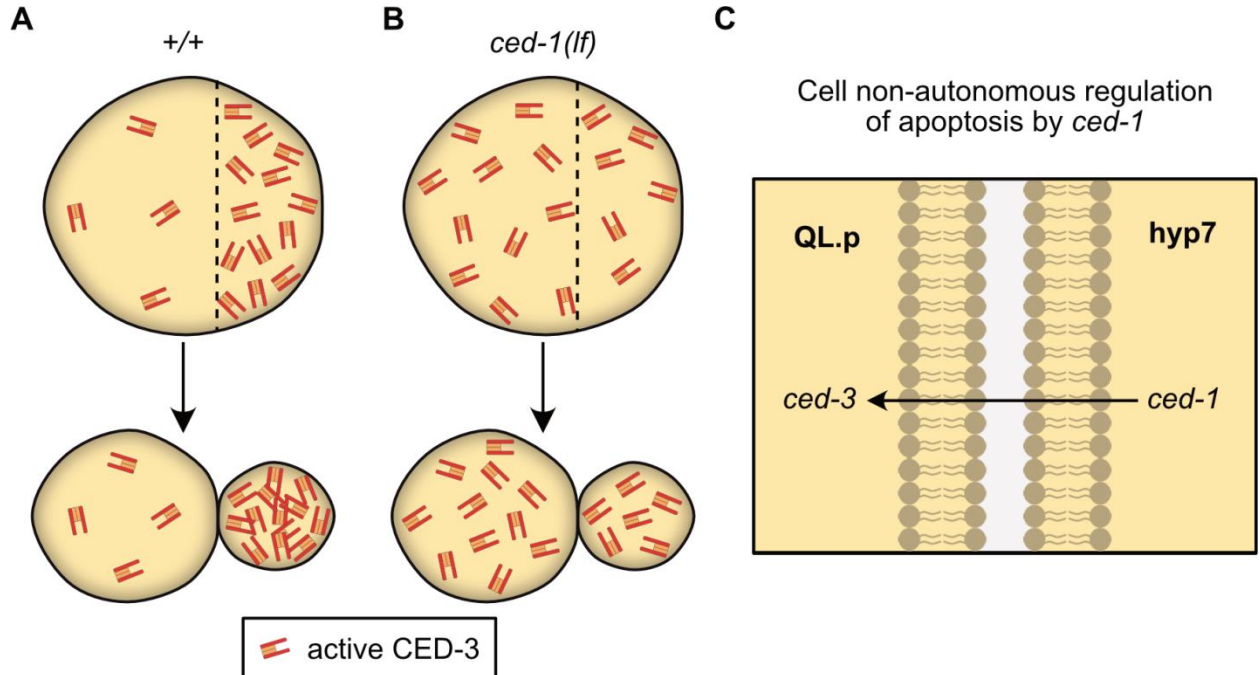 A
+/+
B
ced-1(lf)
C
Cell non-autonomous regulation
of apoptosis by ced-1
QL.p
hyp7
ced-3
ced-1
active CED-3